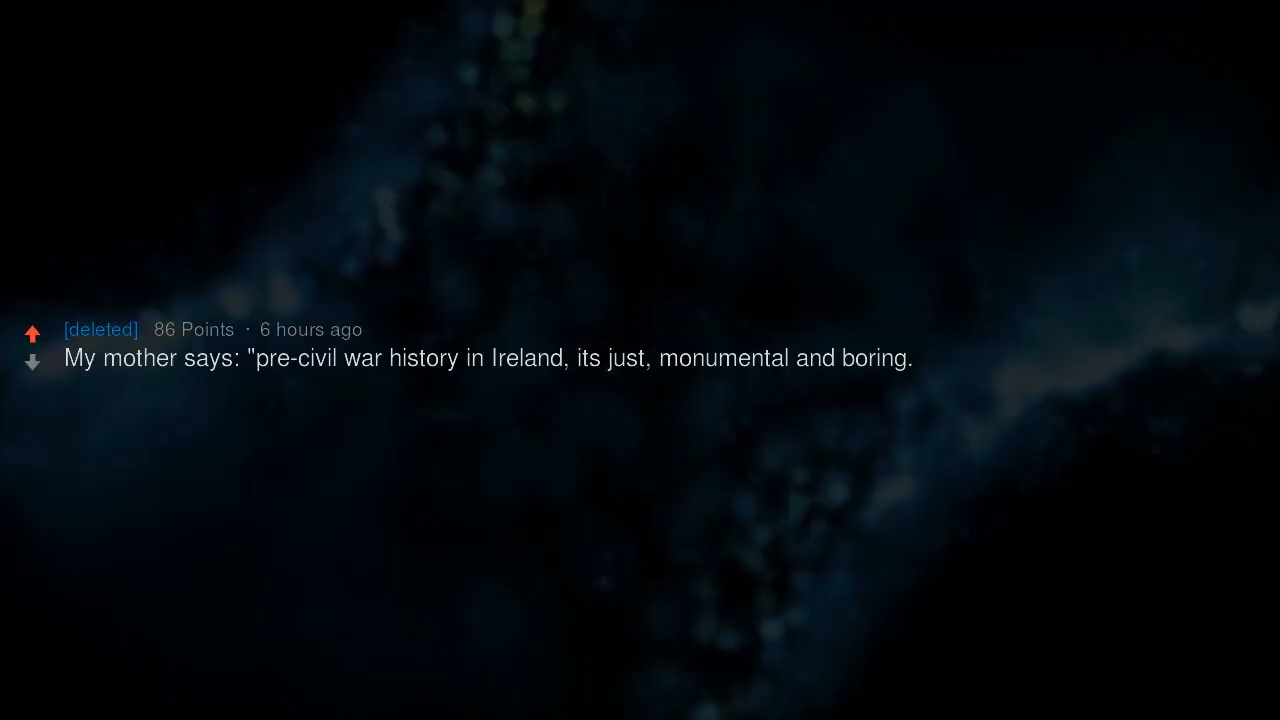 [deleted] 86 Points · 6 hours ago
My mother says: "pre-civil war history in Ireland, its just, monumental and boring.